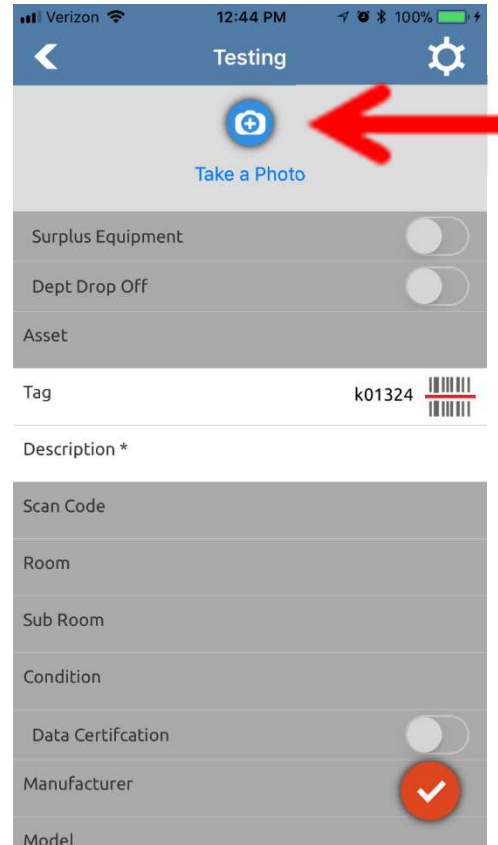 Verizon 12:44 PM 100%
Testing
Take a Photo
Surplus Equipment
Dept Drop Off
Asset
Tag k01324
Description *
Scan Code
Room
Sub Room
Condition
Data Certifcation
Manufacturer
Model